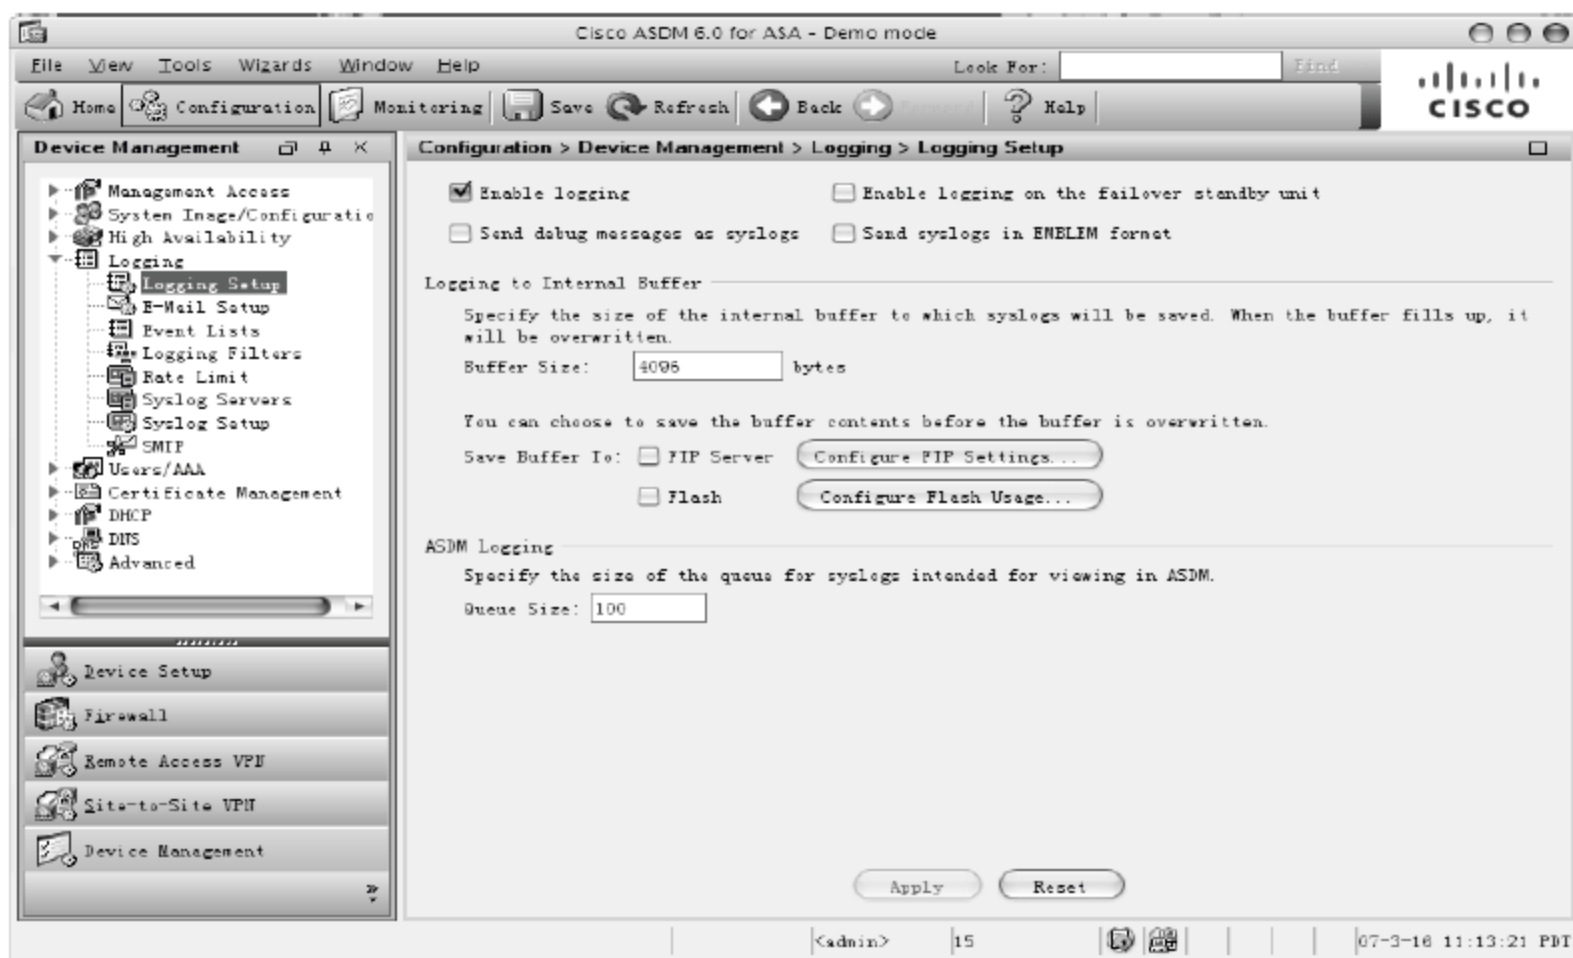 Cisco ASDM 6.0 for ASA - Demo mode
File View Tools Wizards Window Help
Look For: Find
Home Configuration Monitoring Save Refresh Back Forward Help
CISCO
Device Management
Configuration > Device Management > Logging > Logging Setup
Management Access
System Image/Configuratio
High Availability
Logging
Logging Setup
E-Mail Setup
Event Lists
Logging Filters
Rate Limit
Syslog Servers
Syslog Setup
SMTP
Users/AAA
Certificate Management
DHCP
DNS
Advanced
Device Setup
Firewall
Remote Access VPN
Site-to-Site VPN
Device Management
Enable logging
Enable logging on the failover standby unit
Send debug messages as syslogs
Send syslogs in EMBLEM format
Logging to Internal Buffer
Specify the size of the internal buffer to which syslogs will be saved. When the buffer fills up, it
will be overwritten.
Buffer Size: 4096 bytes
You can choose to save the buffer contents before the buffer is overwritten.
Save Buffer To: FTP Server Configure FTP Settings...
Flash Configure Flash Usage...
ASDM Logging
Specify the size of the queue for syslogs intended for viewing in ASDM.
Queue Size: 100
Apply Reset
<admin> 15 07-3-16 11:13:21 PDT